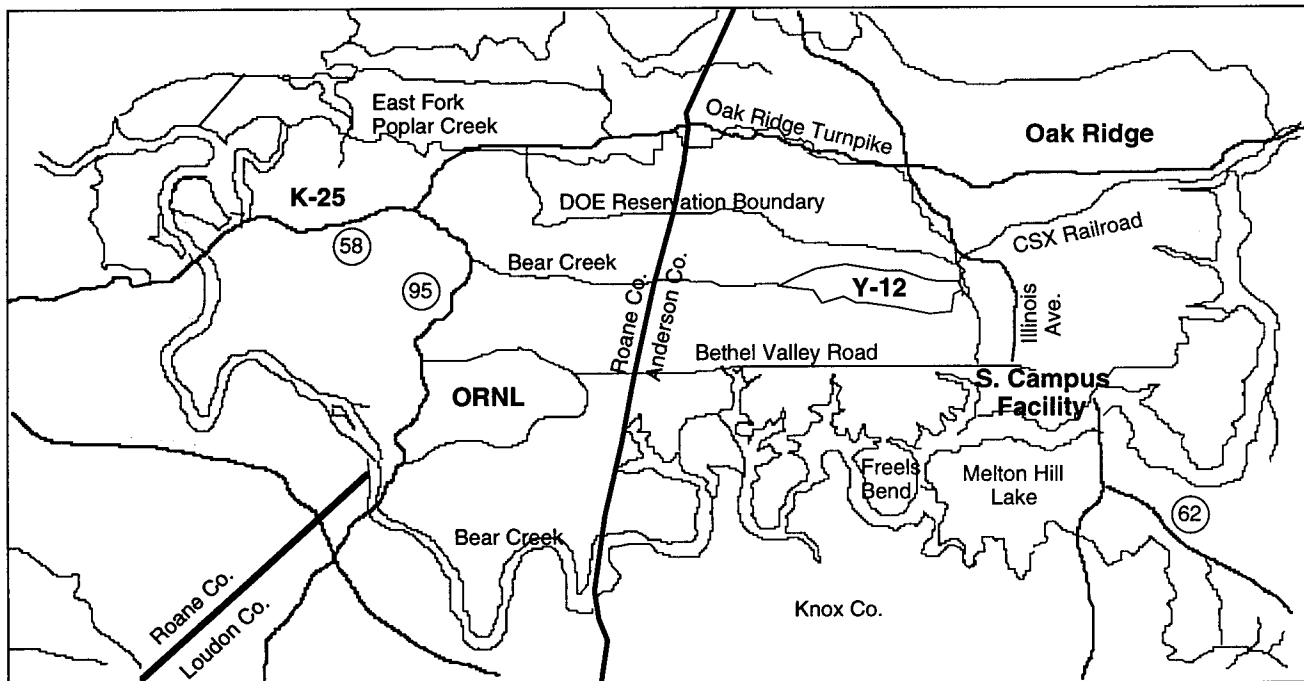 East Fork
Poplar Creek
Oak Ridge Turnpike
Oak Ridge
K-25
DOE Reservation Boundary
CSX Railroad
58
Bear Creek
95
Y-12
Roane Co.
Anderson Co.
Illinois
Ave.
Bethel Valley Road
ORNL
S. Campus
Facility
Freels
Bend
Melton Hill
Lake
62
Bear Creek
Roane Co.
Loudon Co.
Knox Co.